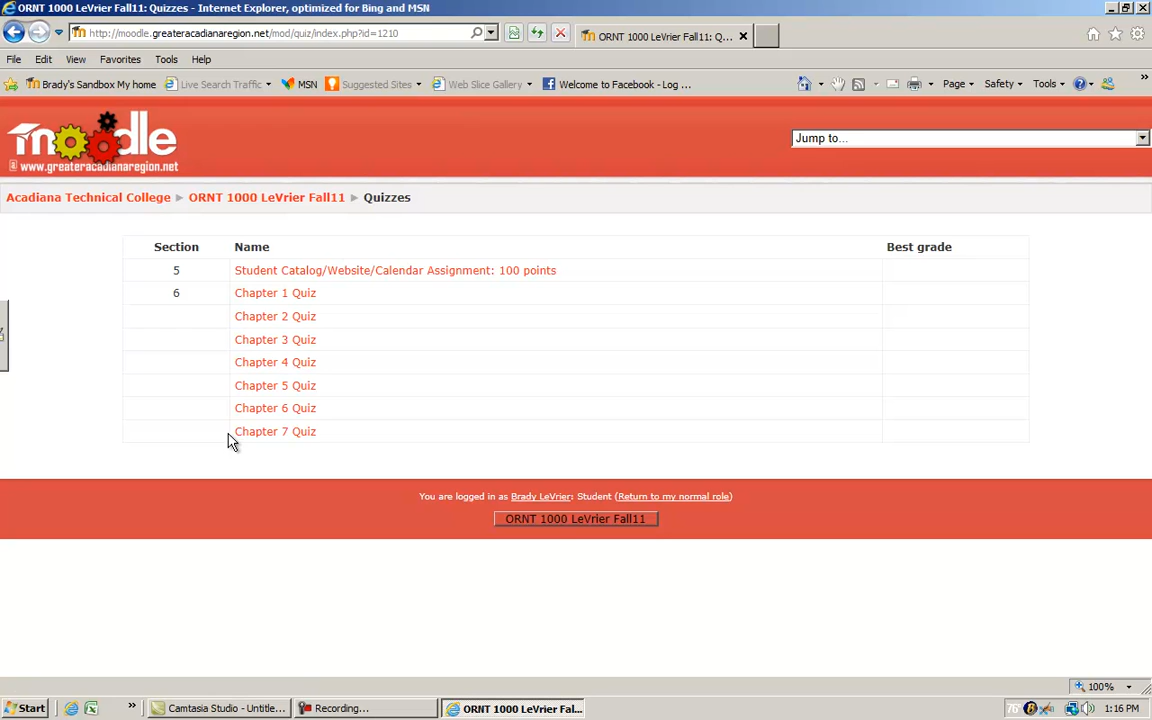 ORNT 1000 LeVrier Fall11: Quizzes - Internet Explorer, optimized for Bing and MSN
http://moodle.greateracadianaregion.net/mod/quiz/index.php?id=1210
ORNT 1000 LeVrier Fall11: Q...
File Edit View Favorites Tools Help
Brady's Sandbox My home Live Search Traffic MSN Suggested Sites Web Slice Gallery Welcome to Facebook - Log ... Page Safety Tools
moodle
www.greateracadianaregion.net
Jump to...
Acadiana Technical College ► ORNT 1000 LeVrier Fall11 ► Quizzes
Section Name Best grade
5 Student Catalog/Website/Calendar Assignment: 100 points
6 Chapter 1 Quiz
Chapter 2 Quiz
Chapter 3 Quiz
Chapter 4 Quiz
Chapter 5 Quiz
Chapter 6 Quiz
Chapter 7 Quiz
You are logged in as Brady LeVrier: Student (Return to my normal role)
ORNT 1000 LeVrier Fall11
100%
Start Camtasia Studio - Untitle... Recording... ORNT 1000 LeVrier Fal... 76° 1:16 PM